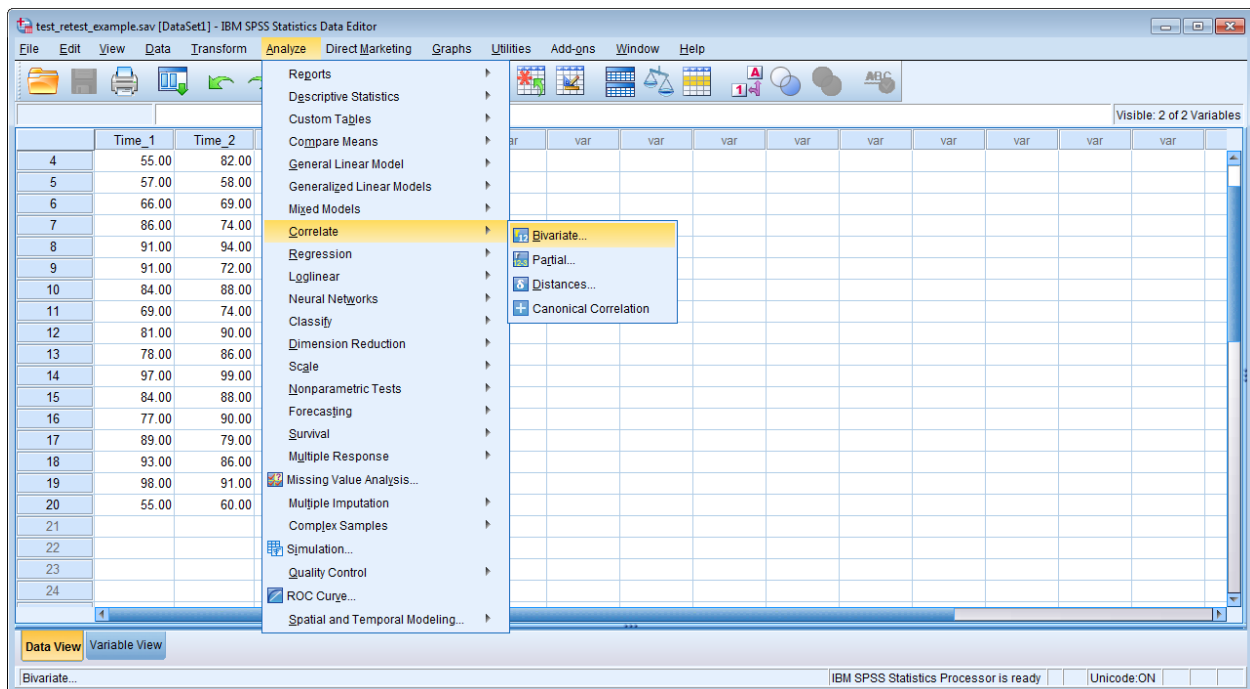 test_retest_example.sav [DataSet1] - IBM SPSS Statistics Data Editor
File Edit View Data Transform Analyze Direct Marketing Graphs Utilities Add-ons Window Help
Visible: 2 of 2 Variables
Time_1 Time_2 ar var var var var var var var var var
4 55.00 82.00
5 57.00 58.00
6 66.00 69.00
7 86.00 74.00
8 91.00 94.00
9 91.00 72.00
10 84.00 88.00
11 69.00 74.00
12 81.00 90.00
13 78.00 86.00
14 97.00 99.00
15 84.00 88.00
16 77.00 90.00
17 89.00 79.00
18 93.00 86.00
19 98.00 91.00
20 55.00 60.00
21
22
23
24
Reports
Descriptive Statistics
Custom Tables
Compare Means
General Linear Model
Generalized Linear Models
Mixed Models
Correlate
Regression
Loglinear
Neural Networks
Classify
Dimension Reduction
Scale
Nonparametric Tests
Forecasting
Survival
Multiple Response
Missing Value Analysis...
Multiple Imputation
Complex Samples
Simulation...
Quality Control
ROC Curve...
Spatial and Temporal Modeling...
Bivariate...
Partial...
Distances...
Canonical Correlation
Data View Variable View
Bivariate... IBM SPSS Statistics Processor is ready Unicode:ON